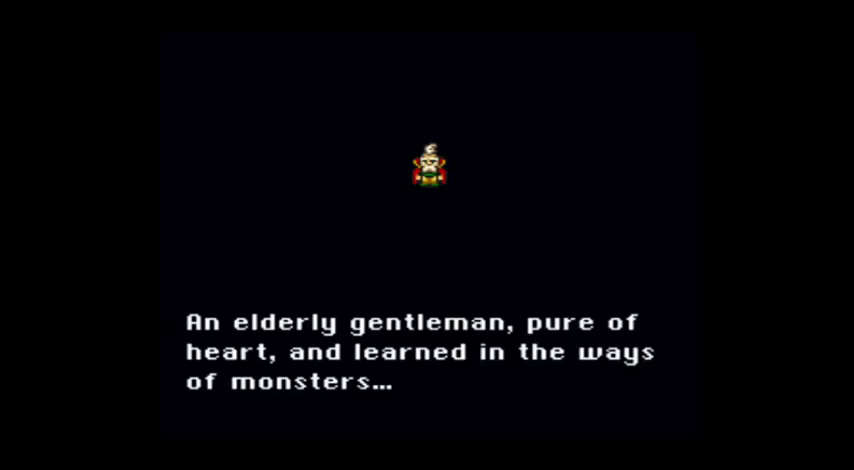 An elderly gentleman, pure of
heart, and learned in the ways
of monsters...